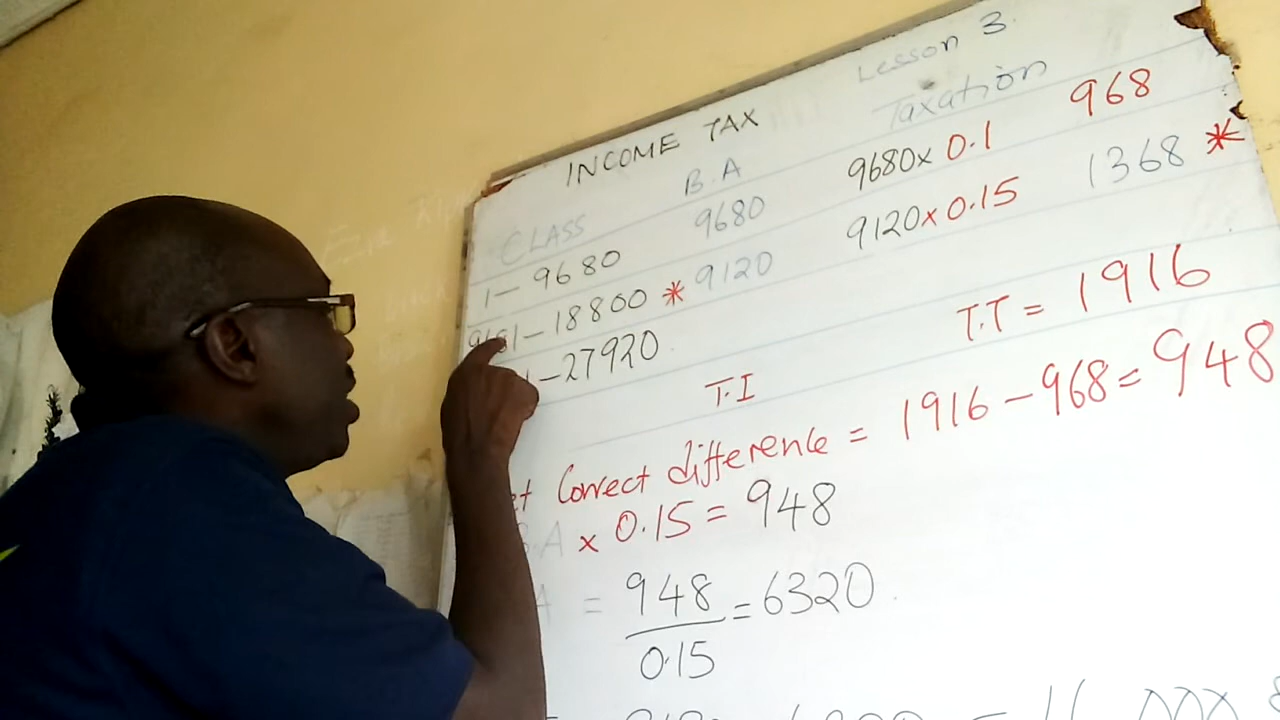 Lesson 3.
INCOME TAX Taxation
CLASS B.A 9680 x 0.1 968
1 - 9680 9680 9120 x 0.15 1368 *
9681 - 18800 * 9120
- 27920 T.T = 1916
T.I
Correct difference = 1916 - 968 = 948
x 0.15 = 948
= 948 = 6320
0.15